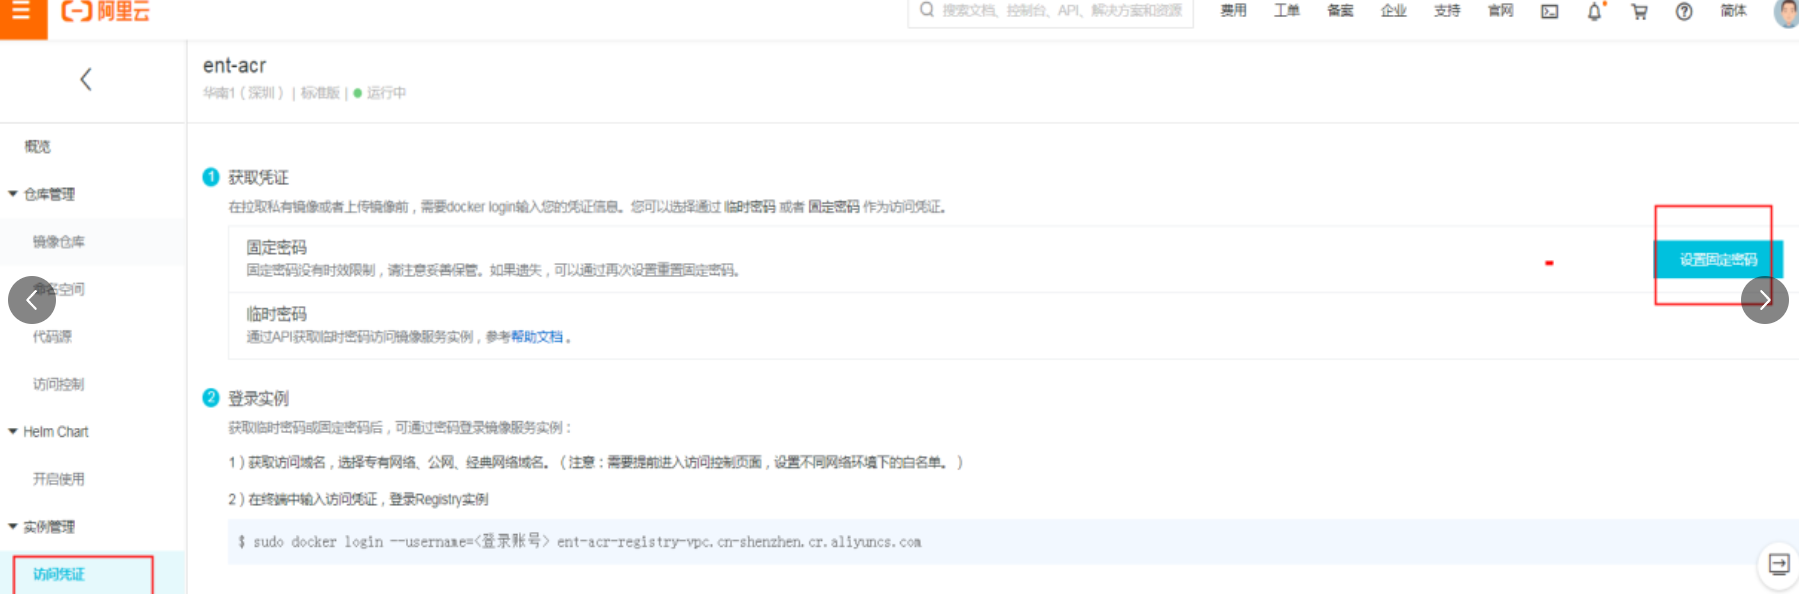 阿里云
搜索文档、控制台、API、解决方案和资源
费用 工单 备案 企业 支持 官网 简体
ent-acr
华南1（深圳） | 标准版 | 运行中
概览
仓库管理
镜像仓库
命名空间
代码源
访问控制
Helm Chart
开启使用
实例管理
访问凭证
1 获取凭证
在拉取私有镜像或者上传镜像前，需要docker login输入您的凭证信息。您可以选择通过 临时密码 或者 固定密码 作为访问凭证。
固定密码
固定密码没有时效限制，请注意妥善保管。如果遗失，可以通过再次设置重置固定密码。
设置固定密码
临时密码
通过API获取临时密码访问镜像服务实例，参考帮助文档 。
2 登录实例
获取临时密码或固定密码后，可通过密码登录镜像服务实例：
1）获取访问域名，选择专有网络、公网、经典网络域名。（注意：需要提前进入访问控制页面，设置不同网络环境下的白名单。）
2）在终端中输入访问凭证，登录Registry实例
$ sudo docker login --username=<登录账号> ent-acr-registry-vpc.cn-shenzhen.cr.aliyuncs.com